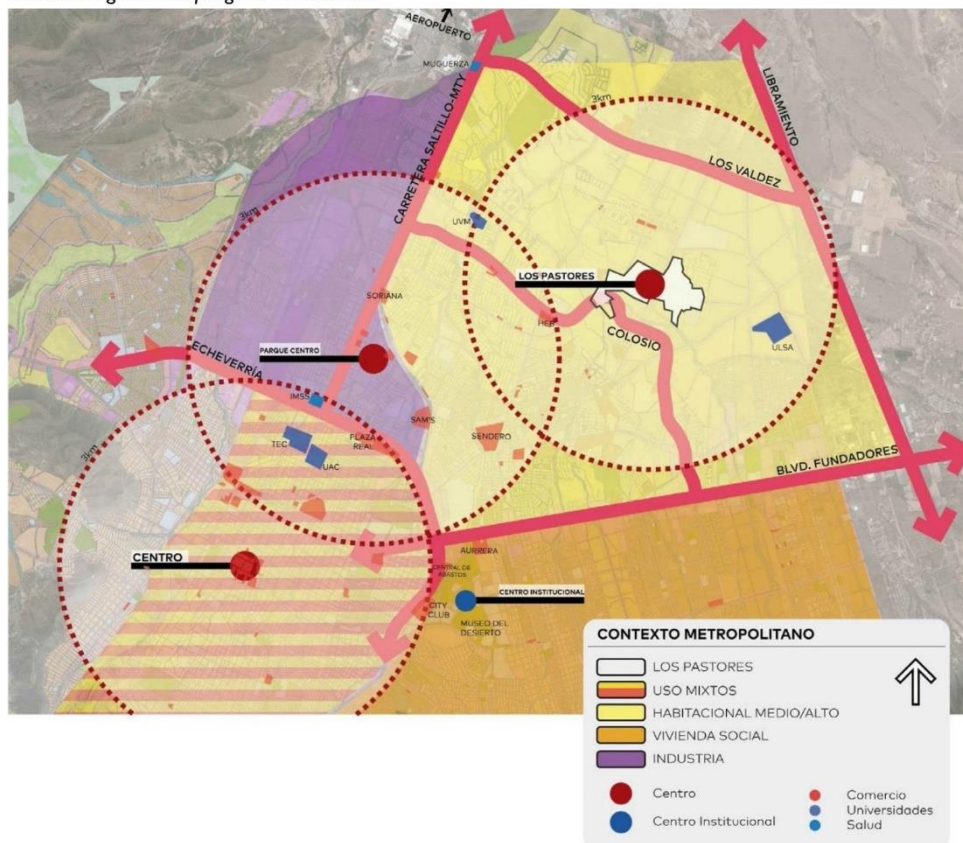 AEROPUERTO
MUGUERZA
CARRETERA SALTILLO-MTY
LIBRAMIENTO
3km
LOS VALDEZ
3km
UVM
LOS PASTORES
SORIANA
HEB
COLOSIO
ULSA
ECHEVERRÍA
PARQUE CENTRO
IMSS
SAM'S
SENDERO
PLAZA
REAL
TEC
UAC
3km
BLVD. FUNDADORES
CENTRO
AURRERA
CENTRAL DE
ABASTOS
CENTRO INSTITUCIONAL
CITY
CLUB
MUSEO DEL
DESIERTO
CONTEXTO METROPOLITANO
LOS PASTORES
USO MIXTOS
HABITACIONAL MEDIO/ALTO
VIVIENDA SOCIAL
INDUSTRIA
Centro
Centro Institucional
Comercio
Universidades
Salud